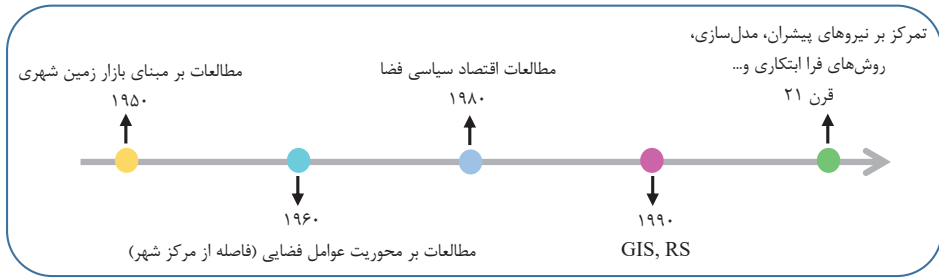 مطالعات بر مبنای بازار زمین شهری
۱۹۵۰
۱۹۶۰
مطالعات بر محوریت عوامل فضایی (فاصله از مرکز شهر)
مطالعات اقتصاد سیاسی فضا
۱۹۸۰
۱۹۹۰
GIS, RS
تمرکز بر نیروهای پیشران، مدل‌سازی،
روش‌های فرا ابتکاری و...
قرن ۲۱